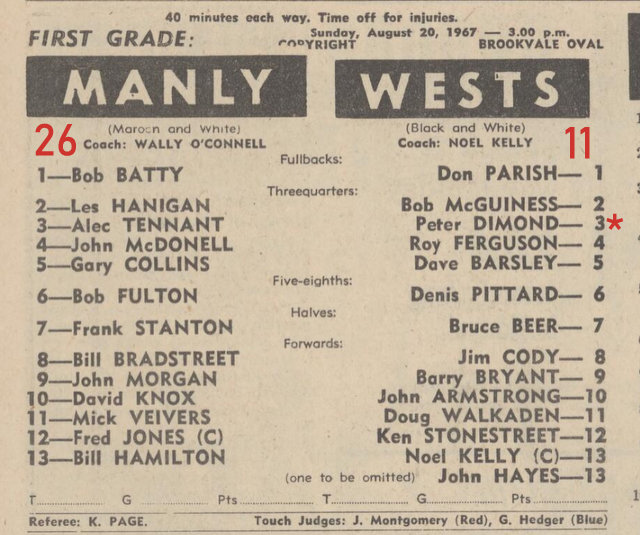 40 minutes each way. Time off for injuries.
FIRST GRADE:
Sunday, August 20, 1967 — 3.00 p.m.
COPYRIGHT BROOKVALE OVAL
MANLY WESTS
(Maroon and White) (Black and White)
26 Coach: WALLY O'CONNELL Coach: NOEL KELLY 11
Fullbacks:
1—Bob BATTY Don PARISH— 1
Threequarters:
2—Les HANIGAN Bob McGUINESS— 2
3—Alec TENNANT Peter DIMOND— 3*
4—John McDONELL Roy FERGUSON— 4
5—Gary COLLINS Dave BARSLEY— 5
Five-eighths:
6—Bob FULTON Denis PITTARD— 6
Halves:
7—Frank STANTON Bruce BEER— 7
Forwards:
8—Bill BRADSTREET Jim CODY— 8
9—John MORGAN Barry BRYANT— 9
10—David KNOX John ARMSTRONG—10
11—Mick VEIVERS Doug WALKADEN—11
12—Fred JONES (C) Ken STONESTREET—12
13—Bill HAMILTON Noel KELLY (C)—13
(one to be omitted) John HAYES—13
T.................... G .................... Pts.................... T.................... G.................... Pts....................
Referee: K. PAGE. Touch Judges: J. Montgomery (Red), G. Hedger (Blue)